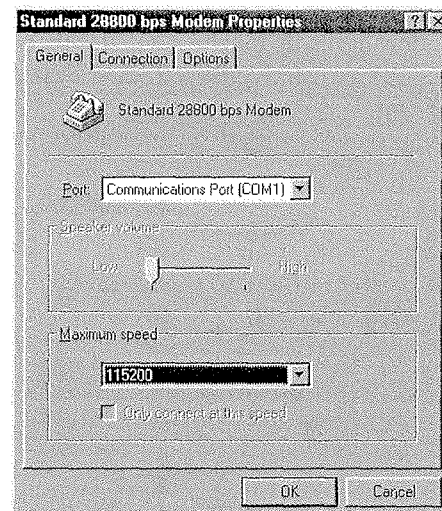 Standard 28800 bps Modem Properties
General Connection Options
Standard 28800 bps Modem
Port: Communications Port (COM1)
Speaker volume
Low High
Maximum speed
115200
Only connect at this speed
OK Cancel